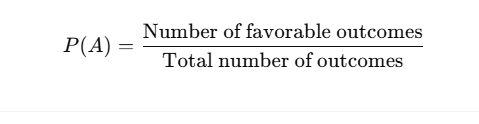 P(A) = Number of favorable outcomes / Total number of outcomes